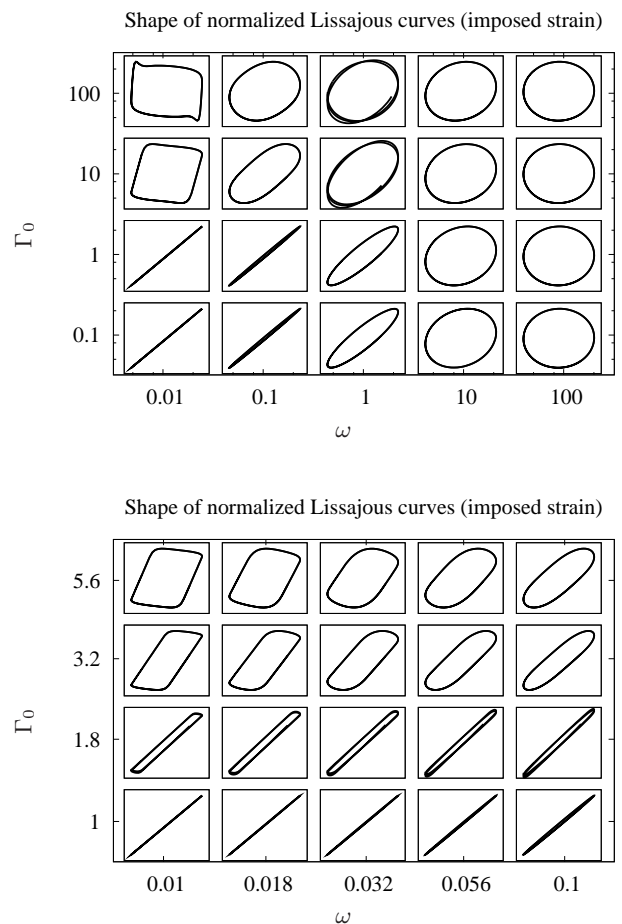 Shape of normalized Lissajous curves (imposed strain)
100
10
1
0.1
Γ0
0.01 0.1 1 10 100
ω
Shape of normalized Lissajous curves (imposed strain)
5.6
3.2
1.8
1
Γ0
0.01 0.018 0.032 0.056 0.1
ω